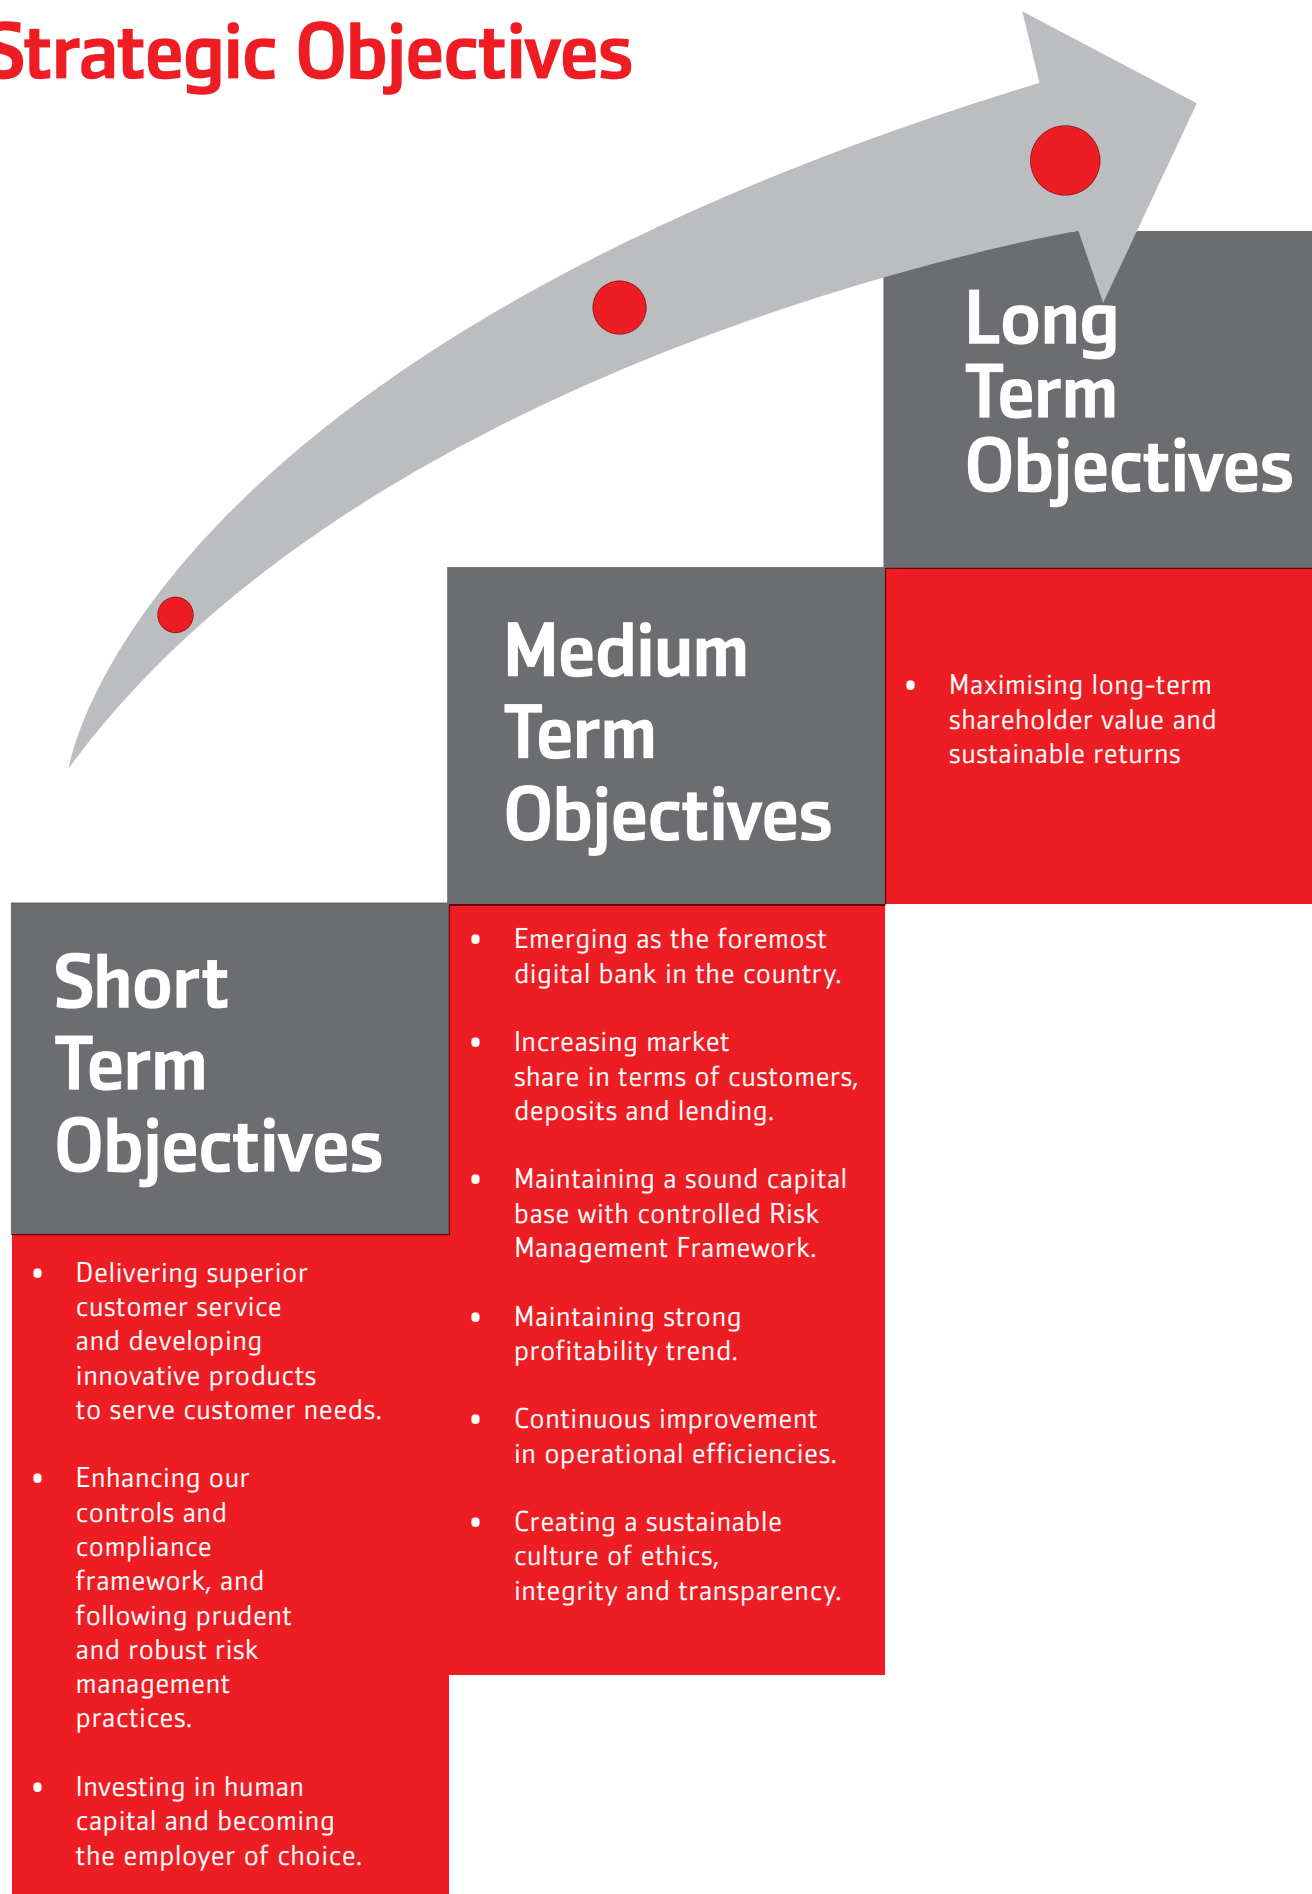 Strategic Objectives
Long
Term
Objectives
• Maximising long-term
shareholder value and
sustainable returns
Medium
Term
Objectives
• Emerging as the foremost
digital bank in the country.
• Increasing market
share in terms of customers,
deposits and lending.
• Maintaining a sound capital
base with controlled Risk
Management Framework.
• Maintaining strong
profitability trend.
• Continuous improvement
in operational efficiencies.
• Creating a sustainable
culture of ethics,
integrity and transparency.
Short
Term
Objectives
• Delivering superior
customer service
and developing
innovative products
to serve customer needs.
• Enhancing our
controls and
compliance
framework, and
following prudent
and robust risk
management
practices.
• Investing in human
capital and becoming
the employer of choice.